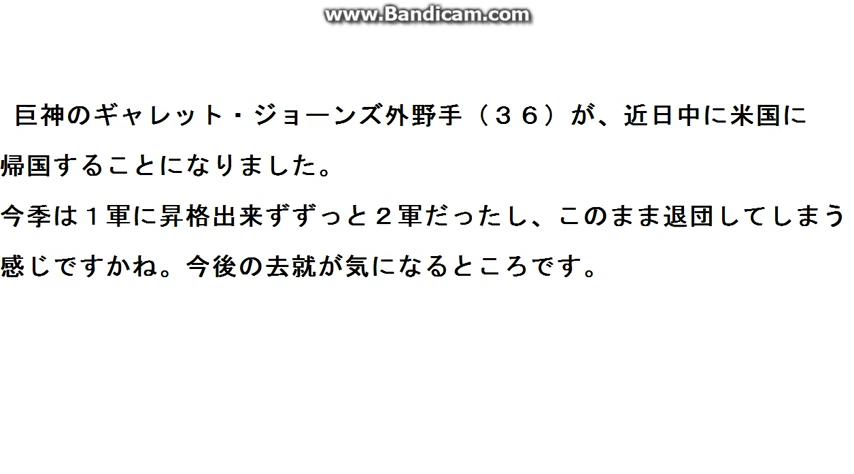 www.Bandicam.com
巨神のギャレット・ジョーンズ外野手（３６）が、近日中に米国に
帰国することになりました。
今季は１軍に昇格出来ずずっと２軍だったし、このまま退団してしまう
感じですかね。今後の去就が気になるところです。